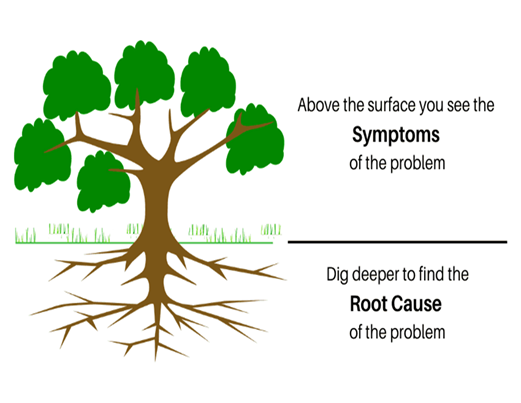 Above the surface you see the
Symptoms
of the problem
Dig deeper to find the
Root Cause
of the problem